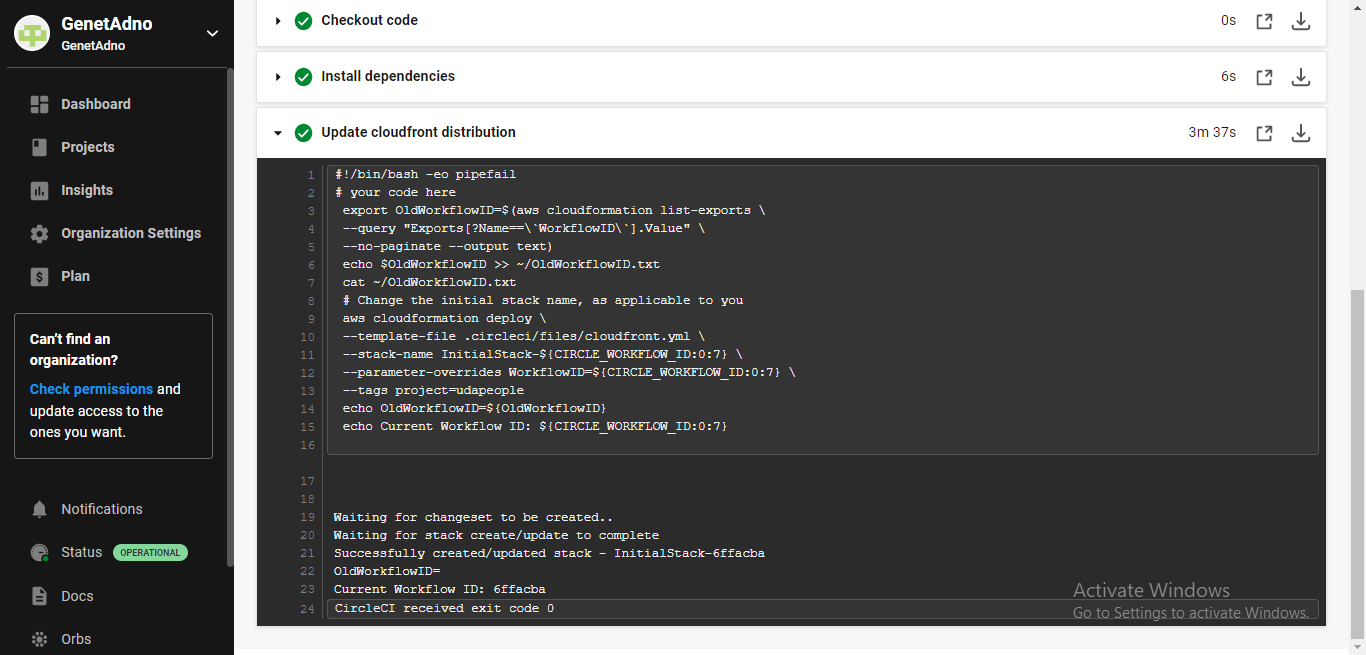 GenetAdno
GenetAdno
Dashboard
Projects
Insights
Organization Settings
Plan
Can't find an
organization?
Check permissions and
update access to the
ones you want.
Notifications
Status OPERATIONAL
Docs
Orbs
Checkout code 0s
Install dependencies 6s
Update cloudfront distribution 3m 37s
1 #!/bin/bash -eo pipefail
2 # your code here
3 export OldWorkflowID=$(aws cloudformation list-exports \
4 --query "Exports[?Name==\`WorkflowID\`].Value" \
5 --no-paginate --output text)
6 echo $OldWorkflowID >> ~/OldWorkflowID.txt
7 cat ~/OldWorkflowID.txt
8 # Change the initial stack name, as applicable to you
9 aws cloudformation deploy \
10 --template-file .circleci/files/cloudfront.yml \
11 --stack-name InitialStack-${CIRCLE_WORKFLOW_ID:0:7} \
12 --parameter-overrides WorkflowID=${CIRCLE_WORKFLOW_ID:0:7} \
13 --tags project=udapeople
14 echo OldWorkflowID=${OldWorkflowID}
15 echo Current Workflow ID: ${CIRCLE_WORKFLOW_ID:0:7}
16
17
18
19 Waiting for changeset to be created..
20 Waiting for stack create/update to complete
21 Successfully created/updated stack - InitialStack-6ffacba
22 OldWorkflowID=
23 Current Workflow ID: 6ffacba
24 CircleCI received exit code 0
Activate Windows
Go to Settings to activate Windows.